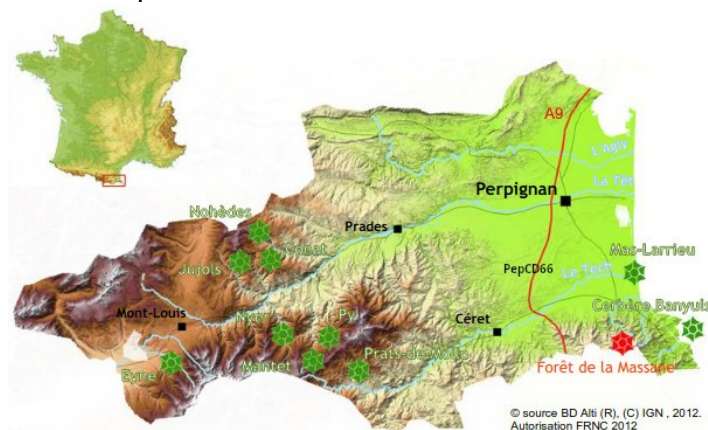 A9
L'Agly
La Têt
Perpignan
Nohèdes
Prades
Conat
Mas-Larrieu
Jujols
PepCD66
Le Tech
Cerbère Banyuls
Mont-Louis
Nyer
Py
Céret
Mantet
Prats-de-Mollo
Eyne
Forêt de la Massane
© source BD Alti (R), (C) IGN , 2012.
Autorisation FRNC 2012